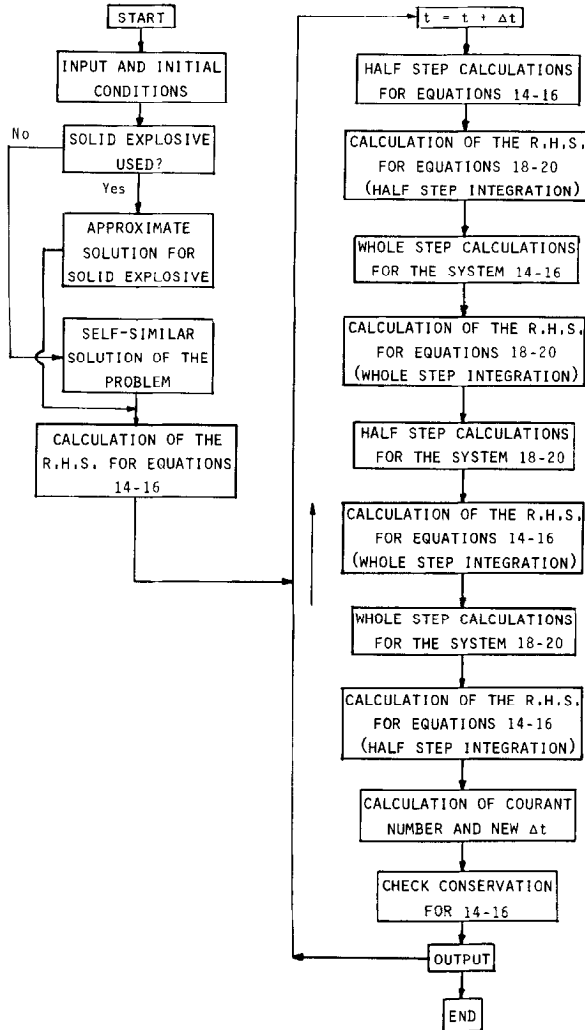 START
INPUT AND INITIAL
CONDITIONS
No
SOLID EXPLOSIVE
USED?
Yes
APPROXIMATE
SOLUTION FOR
SOLID EXPLOSIVE
SELF-SIMILAR
SOLUTION OF THE
PROBLEM
CALCULATION OF THE
R.H.S. FOR EQUATIONS
14-16
t = t + Δt
HALF STEP CALCULATIONS
FOR EQUATIONS 14-16
CALCULATION OF THE R.H.S.
FOR EQUATIONS 18-20
(HALF STEP INTEGRATION)
WHOLE STEP CALCULATIONS
FOR THE SYSTEM 14-16
CALCULATION OF THE R.H.S.
FOR EQUATIONS 18-20
(WHOLE STEP INTEGRATION)
HALF STEP CALCULATIONS
FOR THE SYSTEM 18-20
CALCULATION OF THE R.H.S.
FOR EQUATIONS 14-16
(WHOLE STEP INTEGRATION)
WHOLE STEP CALCULATIONS
FOR THE SYSTEM 18-20
CALCULATION OF THE R.H.S.
FOR EQUATIONS 14-16
(HALF STEP INTEGRATION)
CALCULATION OF COURANT
NUMBER AND NEW Δt
CHECK CONSERVATION
FOR 14-16
OUTPUT
END